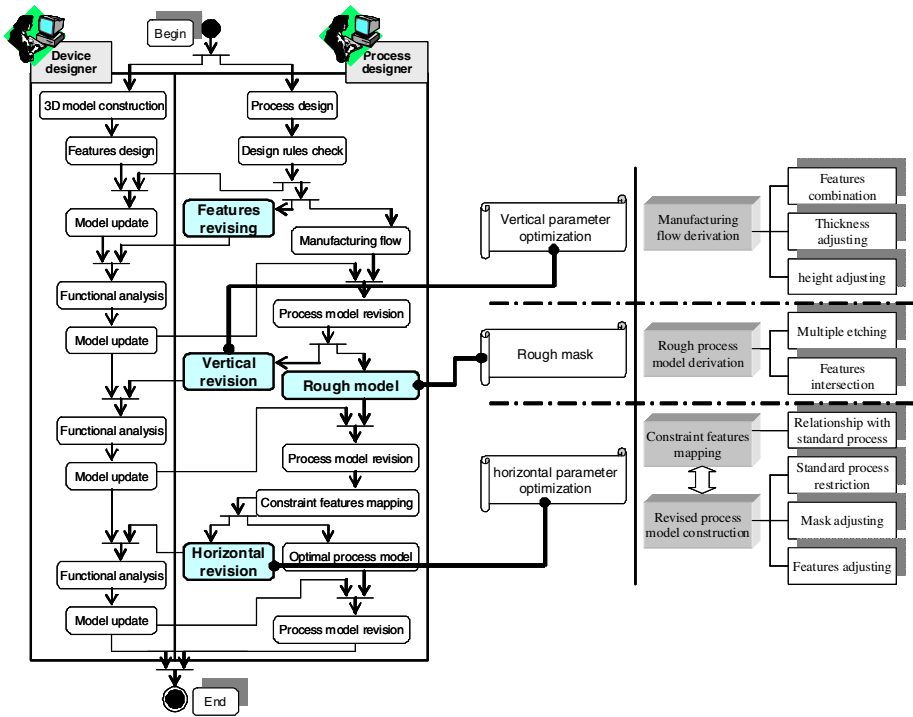 Begin
Device
designer
Process
designer
3D model construction
Process design
Features design
Design rules check
Model update
Features
revising
Manufacturing flow
Functional analysis
Process model revision
Model update
Vertical
revision
Rough model
Functional analysis
Process model revision
Model update
Constraint features mapping
Horizontal
revision
Optimal process model
Functional analysis
Model update
Process model revision
End
Vertical parameter
optimization
Rough mask
horizontal parameter
optimization
Manufacturing
flow derivation
Features
combination
Thickness
adjusting
height adjusting
Rough process
model derivation
Multiple etching
Features
intersection
Constraint features
mapping
Relationship with
standard process
Revised process
model construction
Standard process
restriction
Mask adjusting
Features adjusting